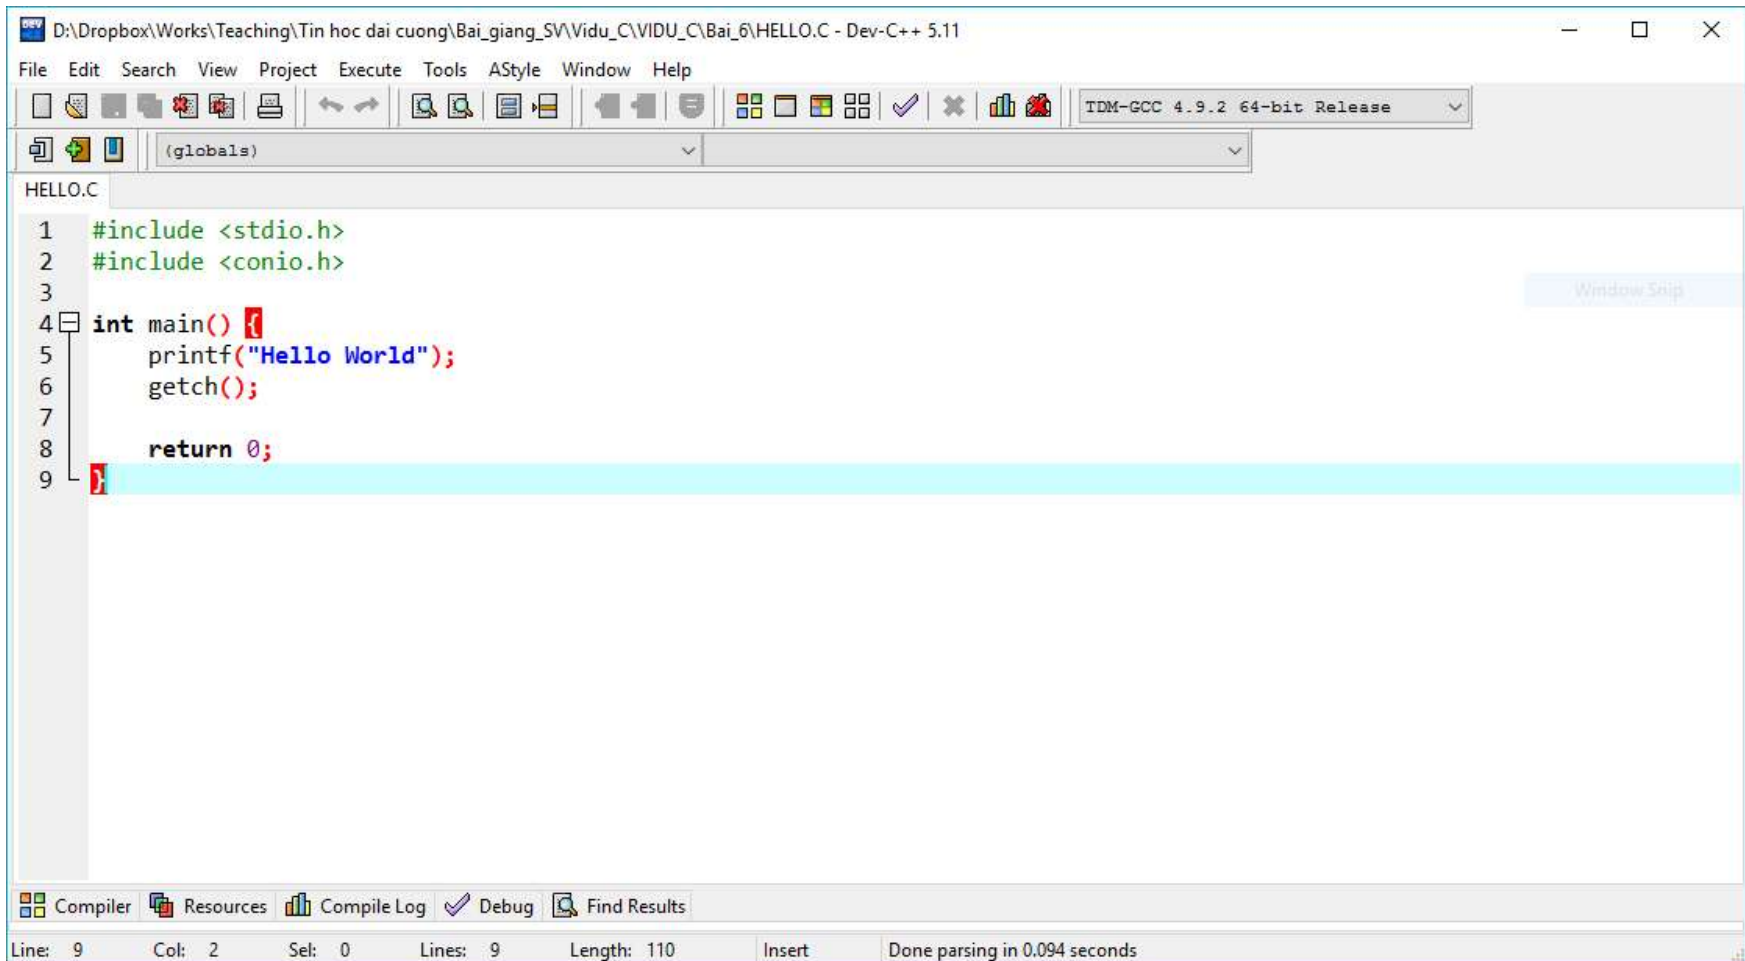 D:\Dropbox\Works\Teaching\Tin hoc dai cuong\Bai_giang_SV\Vidu_C\VIDU_C\Bai_6\HELLO.C - Dev-C++ 5.11
File Edit Search View Project Execute Tools AStyle Window Help
TDM-GCC 4.9.2 64-bit Release
(globals)
HELLO.C
1 #include <stdio.h>
2 #include <conio.h>
3
Window Snip
4 int main() {
5     printf("Hello World");
6     getch();
7
8     return 0;
9 }
Compiler Resources Compile Log Debug Find Results
Line: 9 Col: 2 Sel: 0 Lines: 9 Length: 110 Insert Done parsing in 0.094 seconds